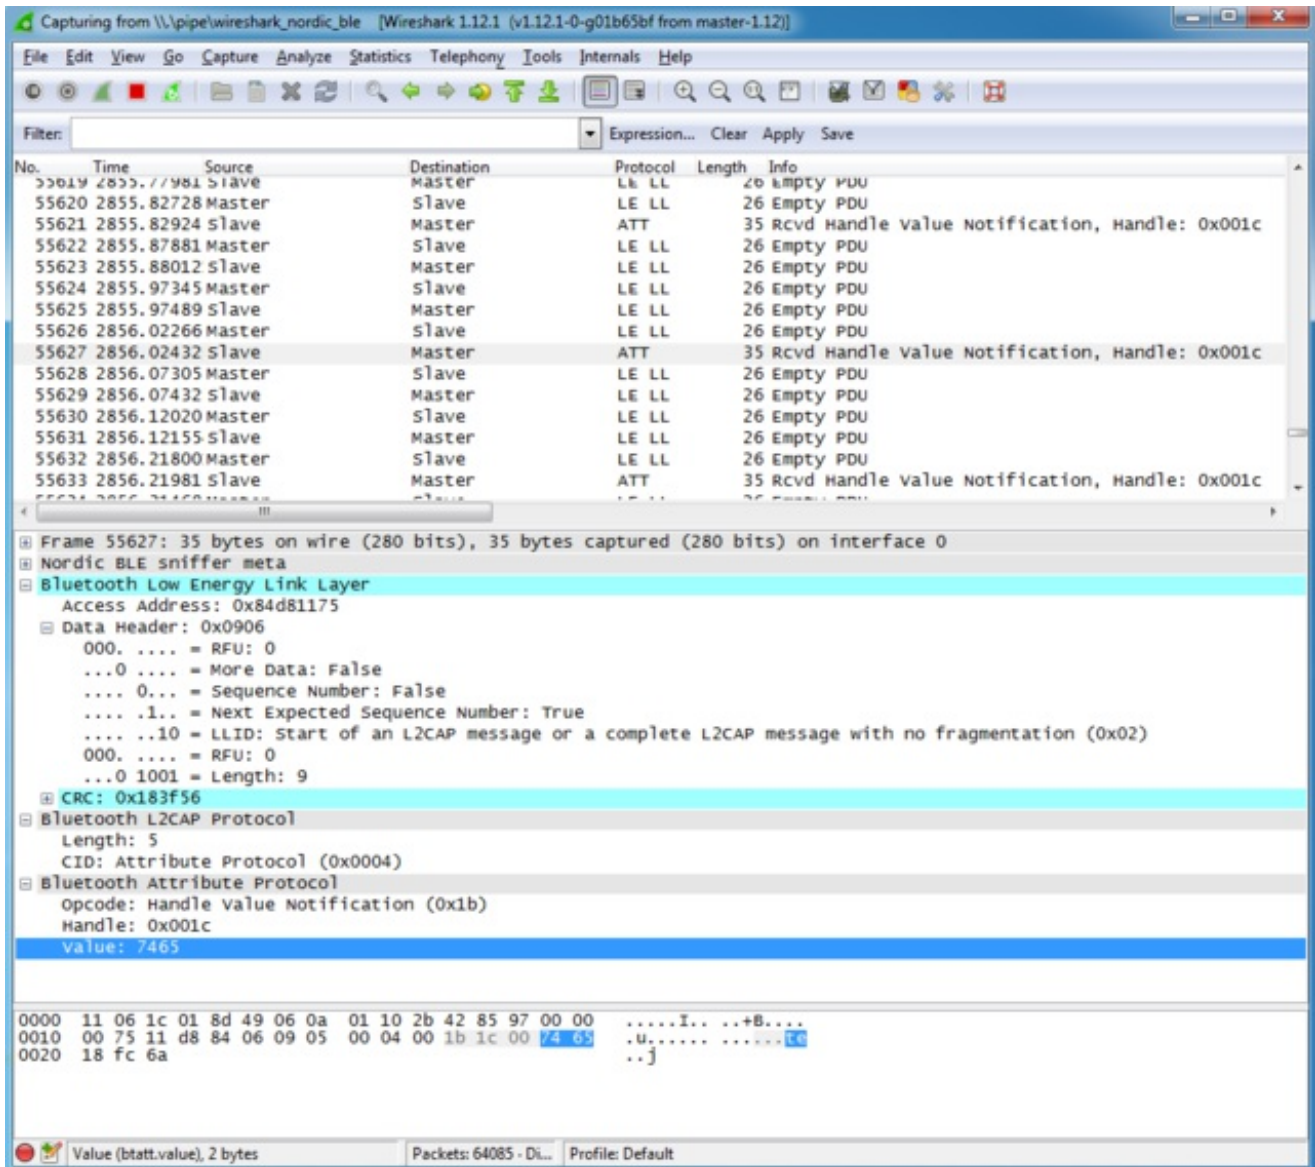 Capturing from \\.\pipe\wireshark_nordic_ble [Wireshark 1.12.1 (v1.12.1-0-g01b65bf from master-1.12)]
File Edit View Go Capture Analyze Statistics Telephony Tools Internals Help
Filter: Expression... Clear Apply Save
No. Time Source Destination Protocol Length Info
55619 2855.77981 Slave Master LE LL 26 Empty PDU
55620 2855.82728 Master Slave LE LL 26 Empty PDU
55621 2855.82924 Slave Master ATT 35 Rcvd Handle Value Notification, Handle: 0x001c
55622 2855.87881 Master Slave LE LL 26 Empty PDU
55623 2855.88012 Slave Master LE LL 26 Empty PDU
55624 2855.97345 Master Slave LE LL 26 Empty PDU
55625 2855.97489 Slave Master LE LL 26 Empty PDU
55626 2856.02266 Master Slave LE LL 26 Empty PDU
55627 2856.02432 Slave Master ATT 35 Rcvd Handle Value Notification, Handle: 0x001c
55628 2856.07305 Master Slave LE LL 26 Empty PDU
55629 2856.07432 Slave Master LE LL 26 Empty PDU
55630 2856.12020 Master Slave LE LL 26 Empty PDU
55631 2856.12155 Slave Master LE LL 26 Empty PDU
55632 2856.21800 Master Slave LE LL 26 Empty PDU
55633 2856.21981 Slave Master ATT 35 Rcvd Handle Value Notification, Handle: 0x001c
Frame 55627: 35 bytes on wire (280 bits), 35 bytes captured (280 bits) on interface 0
Nordic BLE sniffer meta
Bluetooth Low Energy Link Layer
Access Address: 0x84d81175
Data Header: 0x0906
000. .... = RFU: 0
...0 .... = More Data: False
.... 0... = Sequence Number: False
.... .1.. = Next Expected Sequence Number: True
.... ..10 = LLID: Start of an L2CAP message or a complete L2CAP message with no fragmentation (0x02)
000. .... = RFU: 0
...0 1001 = Length: 9
CRC: 0x183f56
Bluetooth L2CAP Protocol
Length: 5
CID: Attribute Protocol (0x0004)
Bluetooth Attribute Protocol
Opcode: Handle Value Notification (0x1b)
Handle: 0x001c
Value: 7465
0000 11 06 1c 01 8d 49 06 0a 01 10 2b 42 85 97 00 00 .....I.. ..+B....
0010 00 75 11 d8 84 06 09 05 00 04 00 1b 1c 00 74 65 .u...... ......te
0020 18 fc 6a ..j
Value (btatt.value), 2 bytes Packets: 64085 - Di... Profile: Default